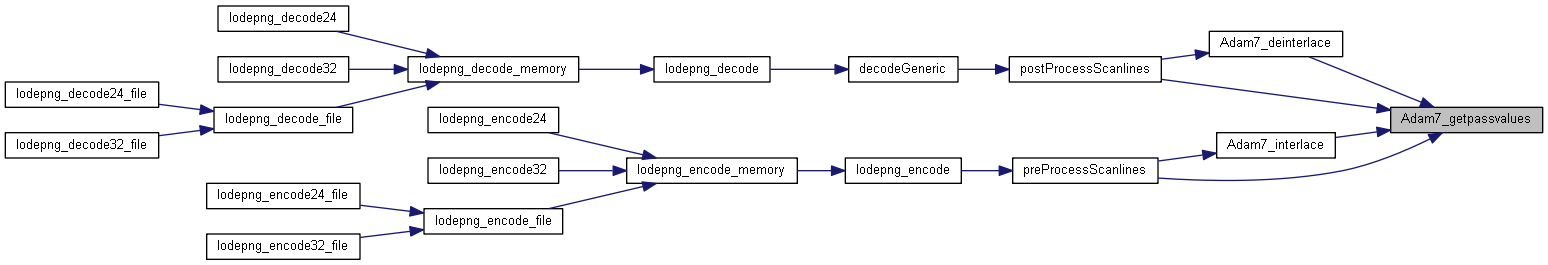 lodepng_decode24
Adam7_deinterlace
lodepng_decode32
lodepng_decode_memory
lodepng_decode
decodeGeneric
postProcessScanlines
lodepng_decode24_file
lodepng_decode_file
lodepng_encode24
Adam7_getpassvalues
lodepng_decode32_file
Adam7_interlace
lodepng_encode32
lodepng_encode_memory
lodepng_encode
preProcessScanlines
lodepng_encode24_file
lodepng_encode_file
lodepng_encode32_file